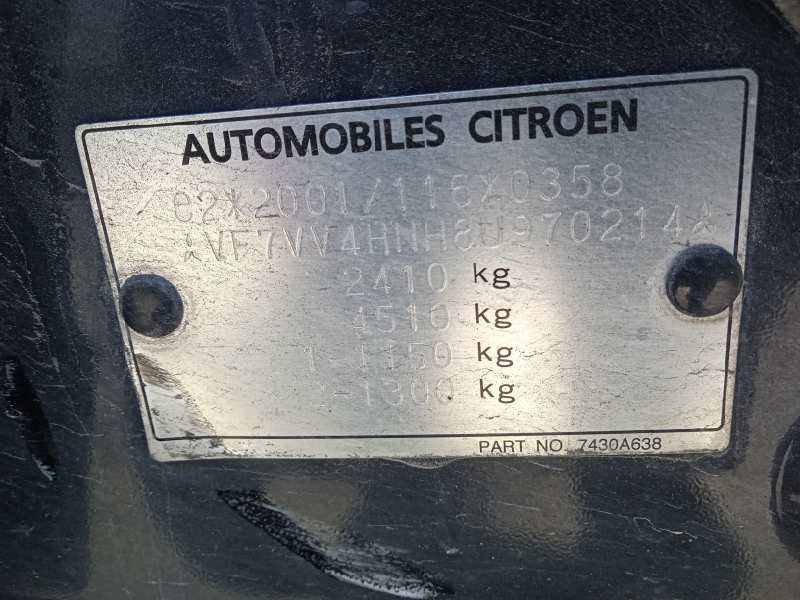 AUTOMOBILES CITROEN
e2*2001/116*0358
*VF7VV4HNH8U970214*
2410 kg
4510 kg
1-1150 kg
2-1300 kg
PART NO 7430A638